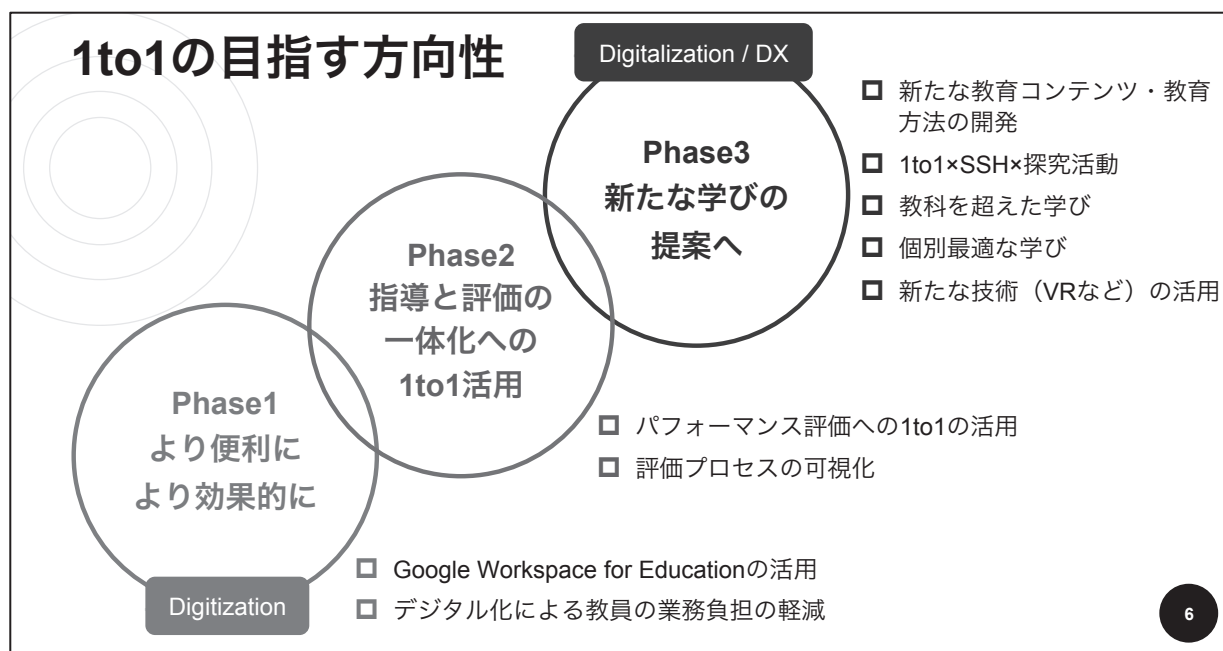 1to1の目指す方向性
Digitalization / DX
Phase3
新たな学びの
提案へ
新たな教育コンテンツ・教育
方法の開発
1to1×SSH×探究活動
教科を超えた学び
個別最適な学び
新たな技術（VRなど）の活用
Phase2
指導と評価の
一体化への
1to1活用
パフォーマンス評価への1to1の活用
評価プロセスの可視化
Phase1
より便利に
より効果的に
Digitization
Google Workspace for Educationの活用
デジタル化による教員の業務負担の軽減
6